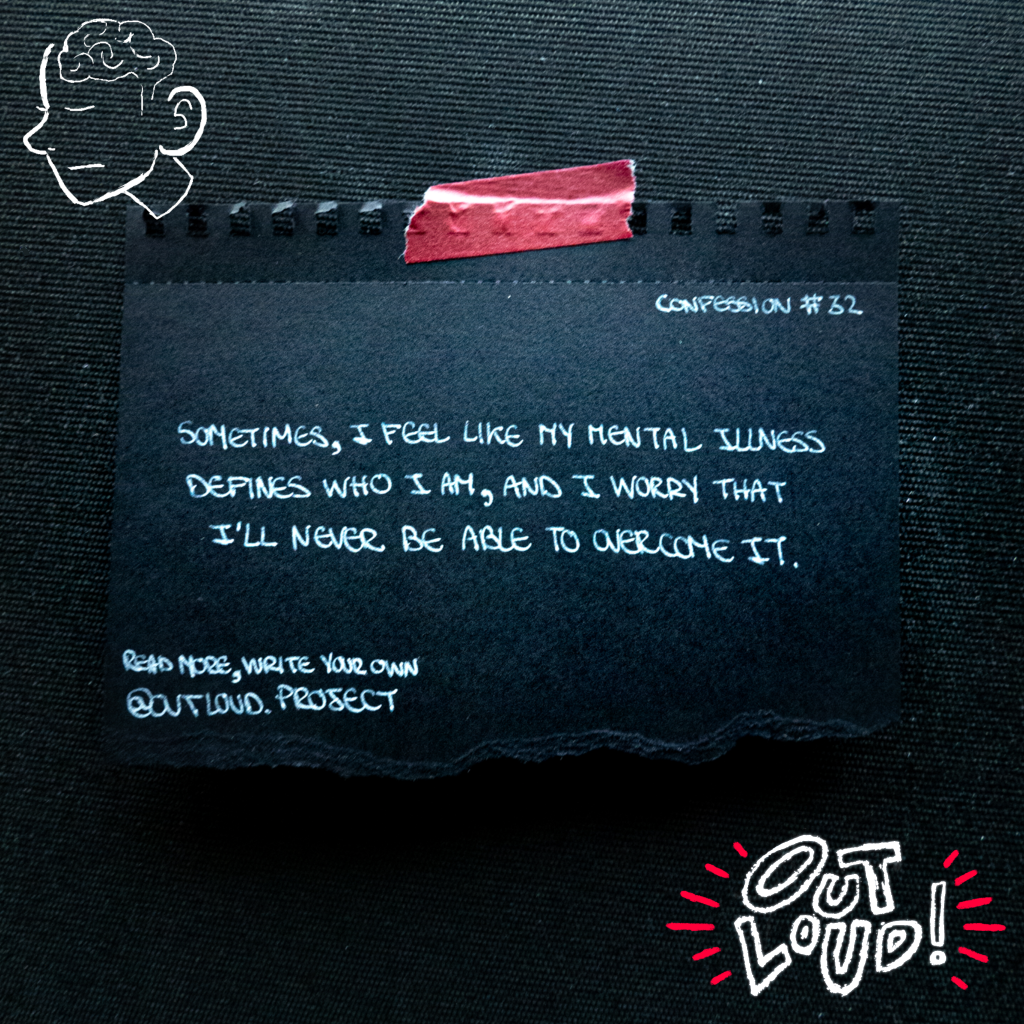 CONFESSION #32
SOMETIMES, I FEEL LIKE MY MENTAL ILLNESS
DEFINES WHO I AM, AND I WORRY THAT
I'LL NEVER BE ABLE TO OVERCOME IT.
READ MORE, WRITE YOUR OWN
@OUTLOUD.PROJECT
OUT
LOUD!